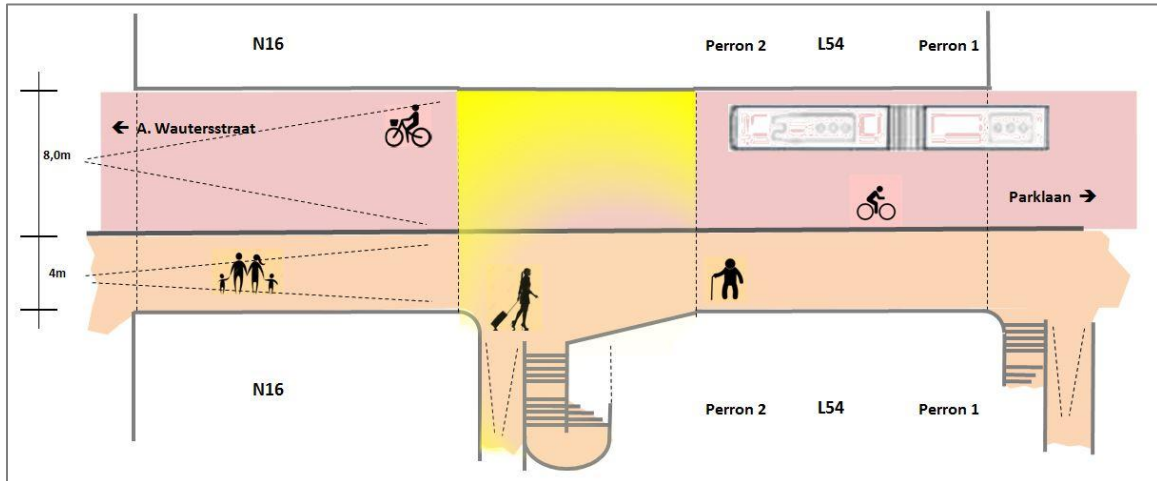 N16
Perron 2
L54
Perron 1
← A. Wautersstraat
8,0m
Parklaan →
4m
N16
Perron 2
L54
Perron 1